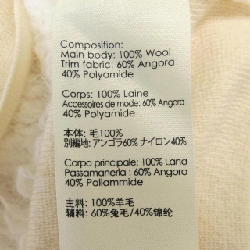 Composition:
Main body: 100% Wool
Trim fabric: 60% Angora
40% Polyamide
Corps: 100% Laine
Accessoires de mode: 60% Angora
40% Polyamide
本体: 毛100%
別編地: アンゴラ60% ナイロン40%
Corpo principale: 100% Lana
Passamaneria: 60% Angora
40% Poliammide
主料: 100%羊毛
辅料: 60%兔毛/40%锦纶